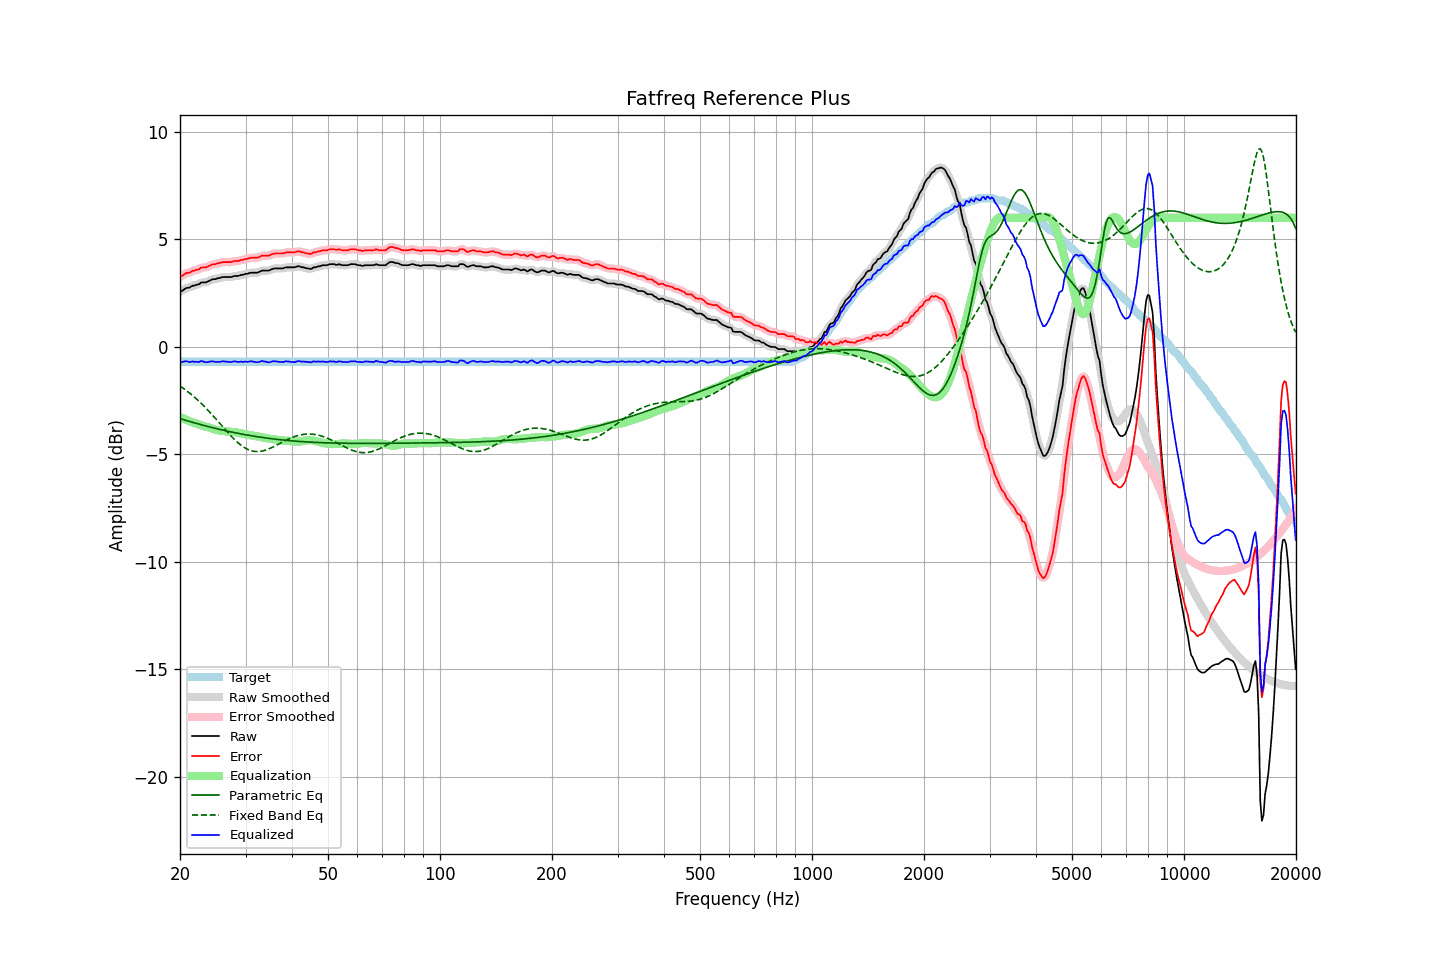 Fatfreq Reference Plus
10
5
0
−5
−10
−15
−20
Amplitude (dBr)
Target
Raw Smoothed
Error Smoothed
Raw
Error
Equalization
Parametric Eq
Fixed Band Eq
Equalized
20 50 100 200 500 1000 2000 5000 10000 20000
Frequency (Hz)